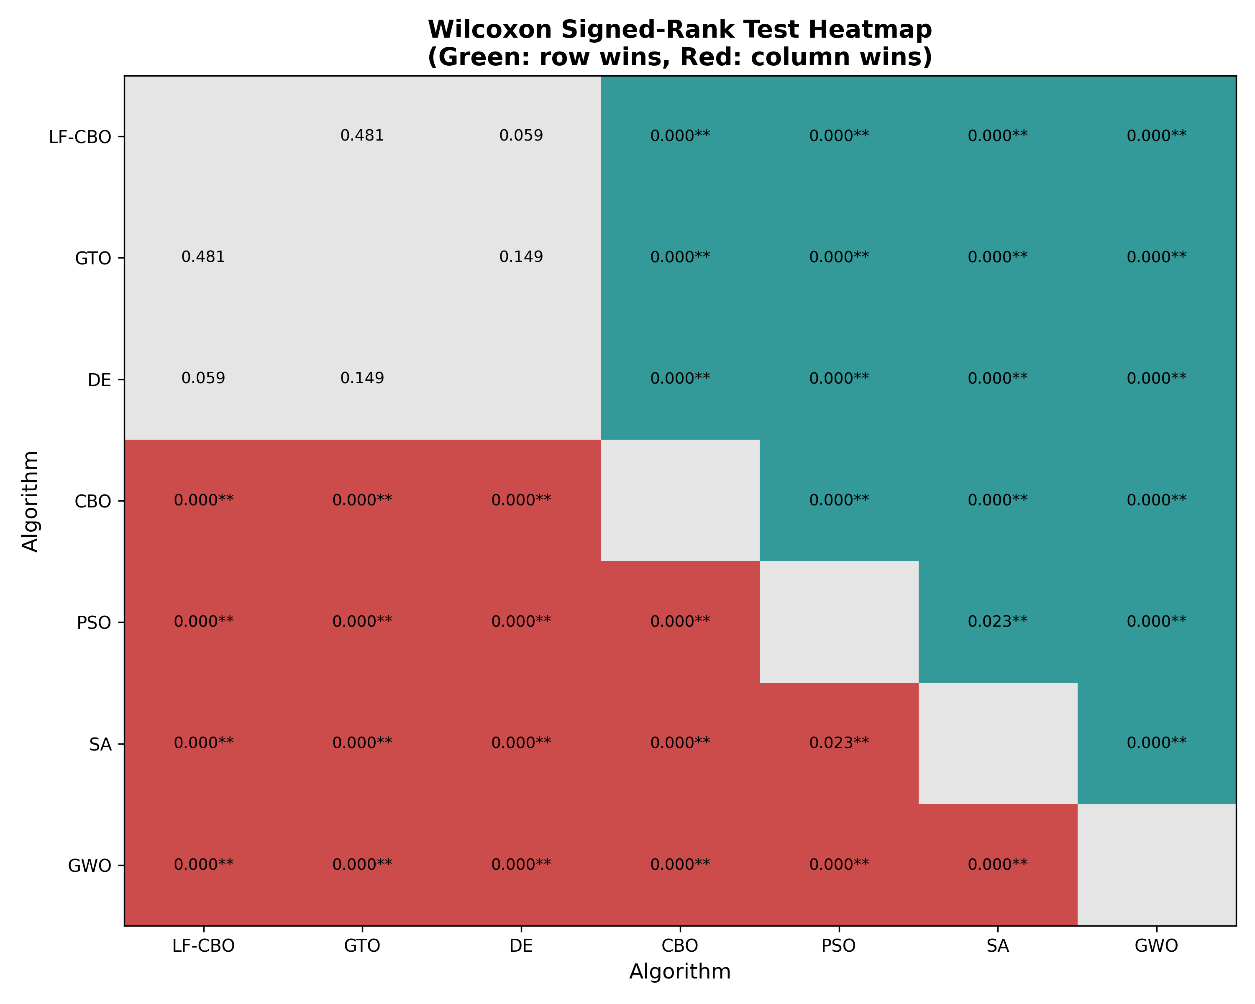 Wilcoxon Signed-Rank Test Heatmap
(Green: row wins, Red: column wins)
LF-CBO 0.481 0.059 0.000** 0.000** 0.000** 0.000**
GTO 0.481 0.149 0.000** 0.000** 0.000** 0.000**
DE 0.059 0.149 0.000** 0.000** 0.000** 0.000**
CBO 0.000** 0.000** 0.000** 0.000** 0.000** 0.000**
PSO 0.000** 0.000** 0.000** 0.000** 0.023** 0.000**
SA 0.000** 0.000** 0.000** 0.000** 0.023** 0.000**
GWO 0.000** 0.000** 0.000** 0.000** 0.000** 0.000**
LF-CBO GTO DE CBO PSO SA GWO
Algorithm
Algorithm